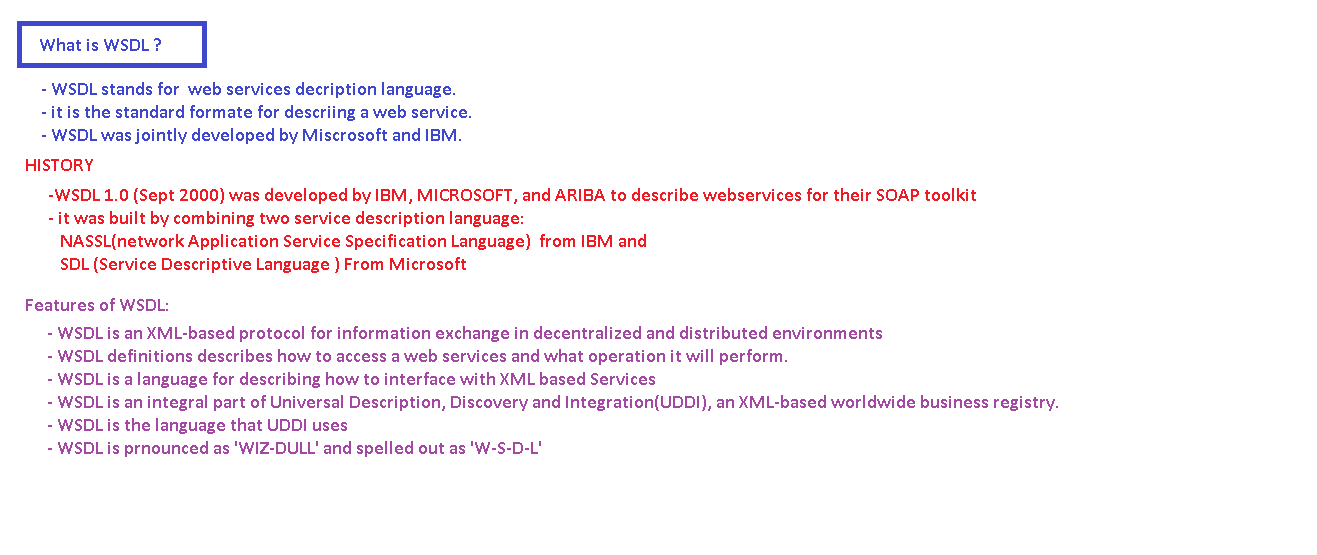 What is WSDL ?
- WSDL stands for  web services decription language.
- it is the standard formate for descriing a web service.
- WSDL was jointly developed by Miscrosoft and IBM.
HISTORY
-WSDL 1.0 (Sept 2000) was developed by IBM, MICROSOFT, and ARIBA to describe webservices for their SOAP toolkit
- it was built by combining two service description language:
NASSL(network Application Service Specification Language)  from IBM and
SDL (Service Descriptive Language ) From Microsoft
Features of WSDL:
- WSDL is an XML-based protocol for information exchange in decentralized and distributed environments
- WSDL definitions describes how to access a web services and what operation it will perform.
- WSDL is a language for describing how to interface with XML based Services
- WSDL is an integral part of Universal Description, Discovery and Integration(UDDI), an XML-based worldwide business registry.
- WSDL is the language that UDDI uses
- WSDL is prnounced as 'WIZ-DULL' and spelled out as 'W-S-D-L'